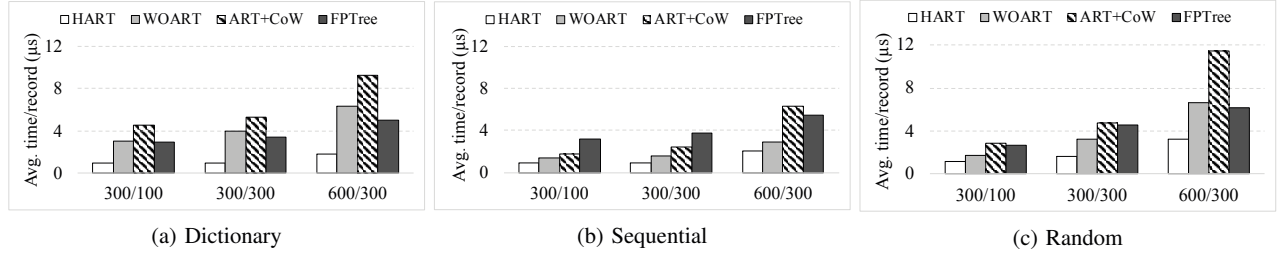 HART WOART ART+CoW FPTree
Avg. time/record (μs)
12
8
4
0
300/100 300/300 600/300
(a) Dictionary
HART WOART ART+CoW FPTree
Avg. time/record (μs)
12
8
4
0
300/100 300/300 600/300
(b) Sequential
HART WOART ART+CoW FPTree
Avg. time/record (μs)
12
8
4
0
300/100 300/300 600/300
(c) Random